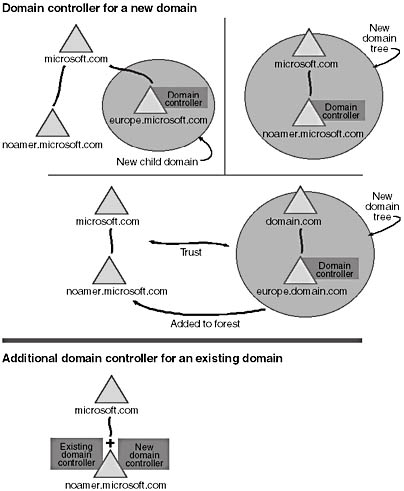 Domain controller for a new domain
microsoft.com
noamer.microsoft.com
Domain
controller
europe.microsoft.com
New child domain
New
domain
tree
microsoft.com
Domain
controller
noamer.microsoft.com
microsoft.com
noamer.microsoft.com
Trust
Added to forest
domain.com
Domain
controller
europe.domain.com
New
domain
tree
Additional domain controller for an existing domain
microsoft.com
Existing
domain
controller
+
New
domain
controller
noamer.microsoft.com